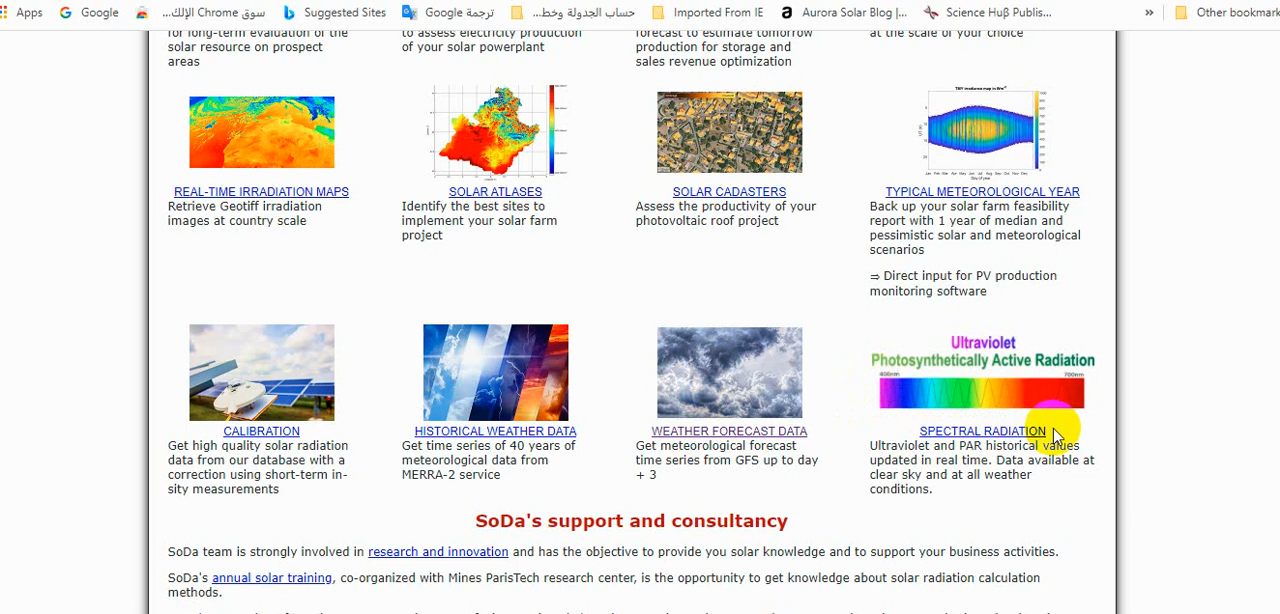 Apps
Google
سوق Chrome الإلك...
Suggested Sites
ترجمة Google
حساب الجدولة وخط...
Imported From IE
Aurora Solar Blog |...
Science Huβ Publis...
»
Other bookmark
for long-term evaluation of the
solar resource on prospect
areas
to assess electricity production
of your solar powerplant
forecast to estimate tomorrow
production for storage and
sales revenue optimization
at the scale of your choice
REAL-TIME IRRADIATION MAPS
Retrieve Geotiff irradiation
images at country scale
SOLAR ATLASES
Identify the best sites to
implement your solar farm
project
SOLAR CADASTERS
Assess the productivity of your
photovoltaic roof project
TYPICAL METEOROLOGICAL YEAR
Back up your solar farm feasibility
report with 1 year of median and
pessimistic solar and meteorological
scenarios
⇒ Direct input for PV production
monitoring software
CALIBRATION
Get high quality solar radiation
data from our database with a
correction using short-term in-
sity measurements
HISTORICAL WEATHER DATA
Get time series of 40 years of
meteorological data from
MERRA-2 service
WEATHER FORECAST DATA
Get meteorological forecast
time series from GFS up to day
+ 3
Ultraviolet
Photosynthetically Active Radiation
400nm 700nm
SPECTRAL RADIATION
Ultraviolet and PAR historical values
updated in real time. Data available at
clear sky and at all weather
conditions.
SoDa's support and consultancy
SoDa team is strongly involved in research and innovation and has the objective to provide you solar knowledge and to support your business activities.
SoDa's annual solar training, co-organized with Mines ParisTech research center, is the opportunity to get knowledge about solar radiation calculation
methods.